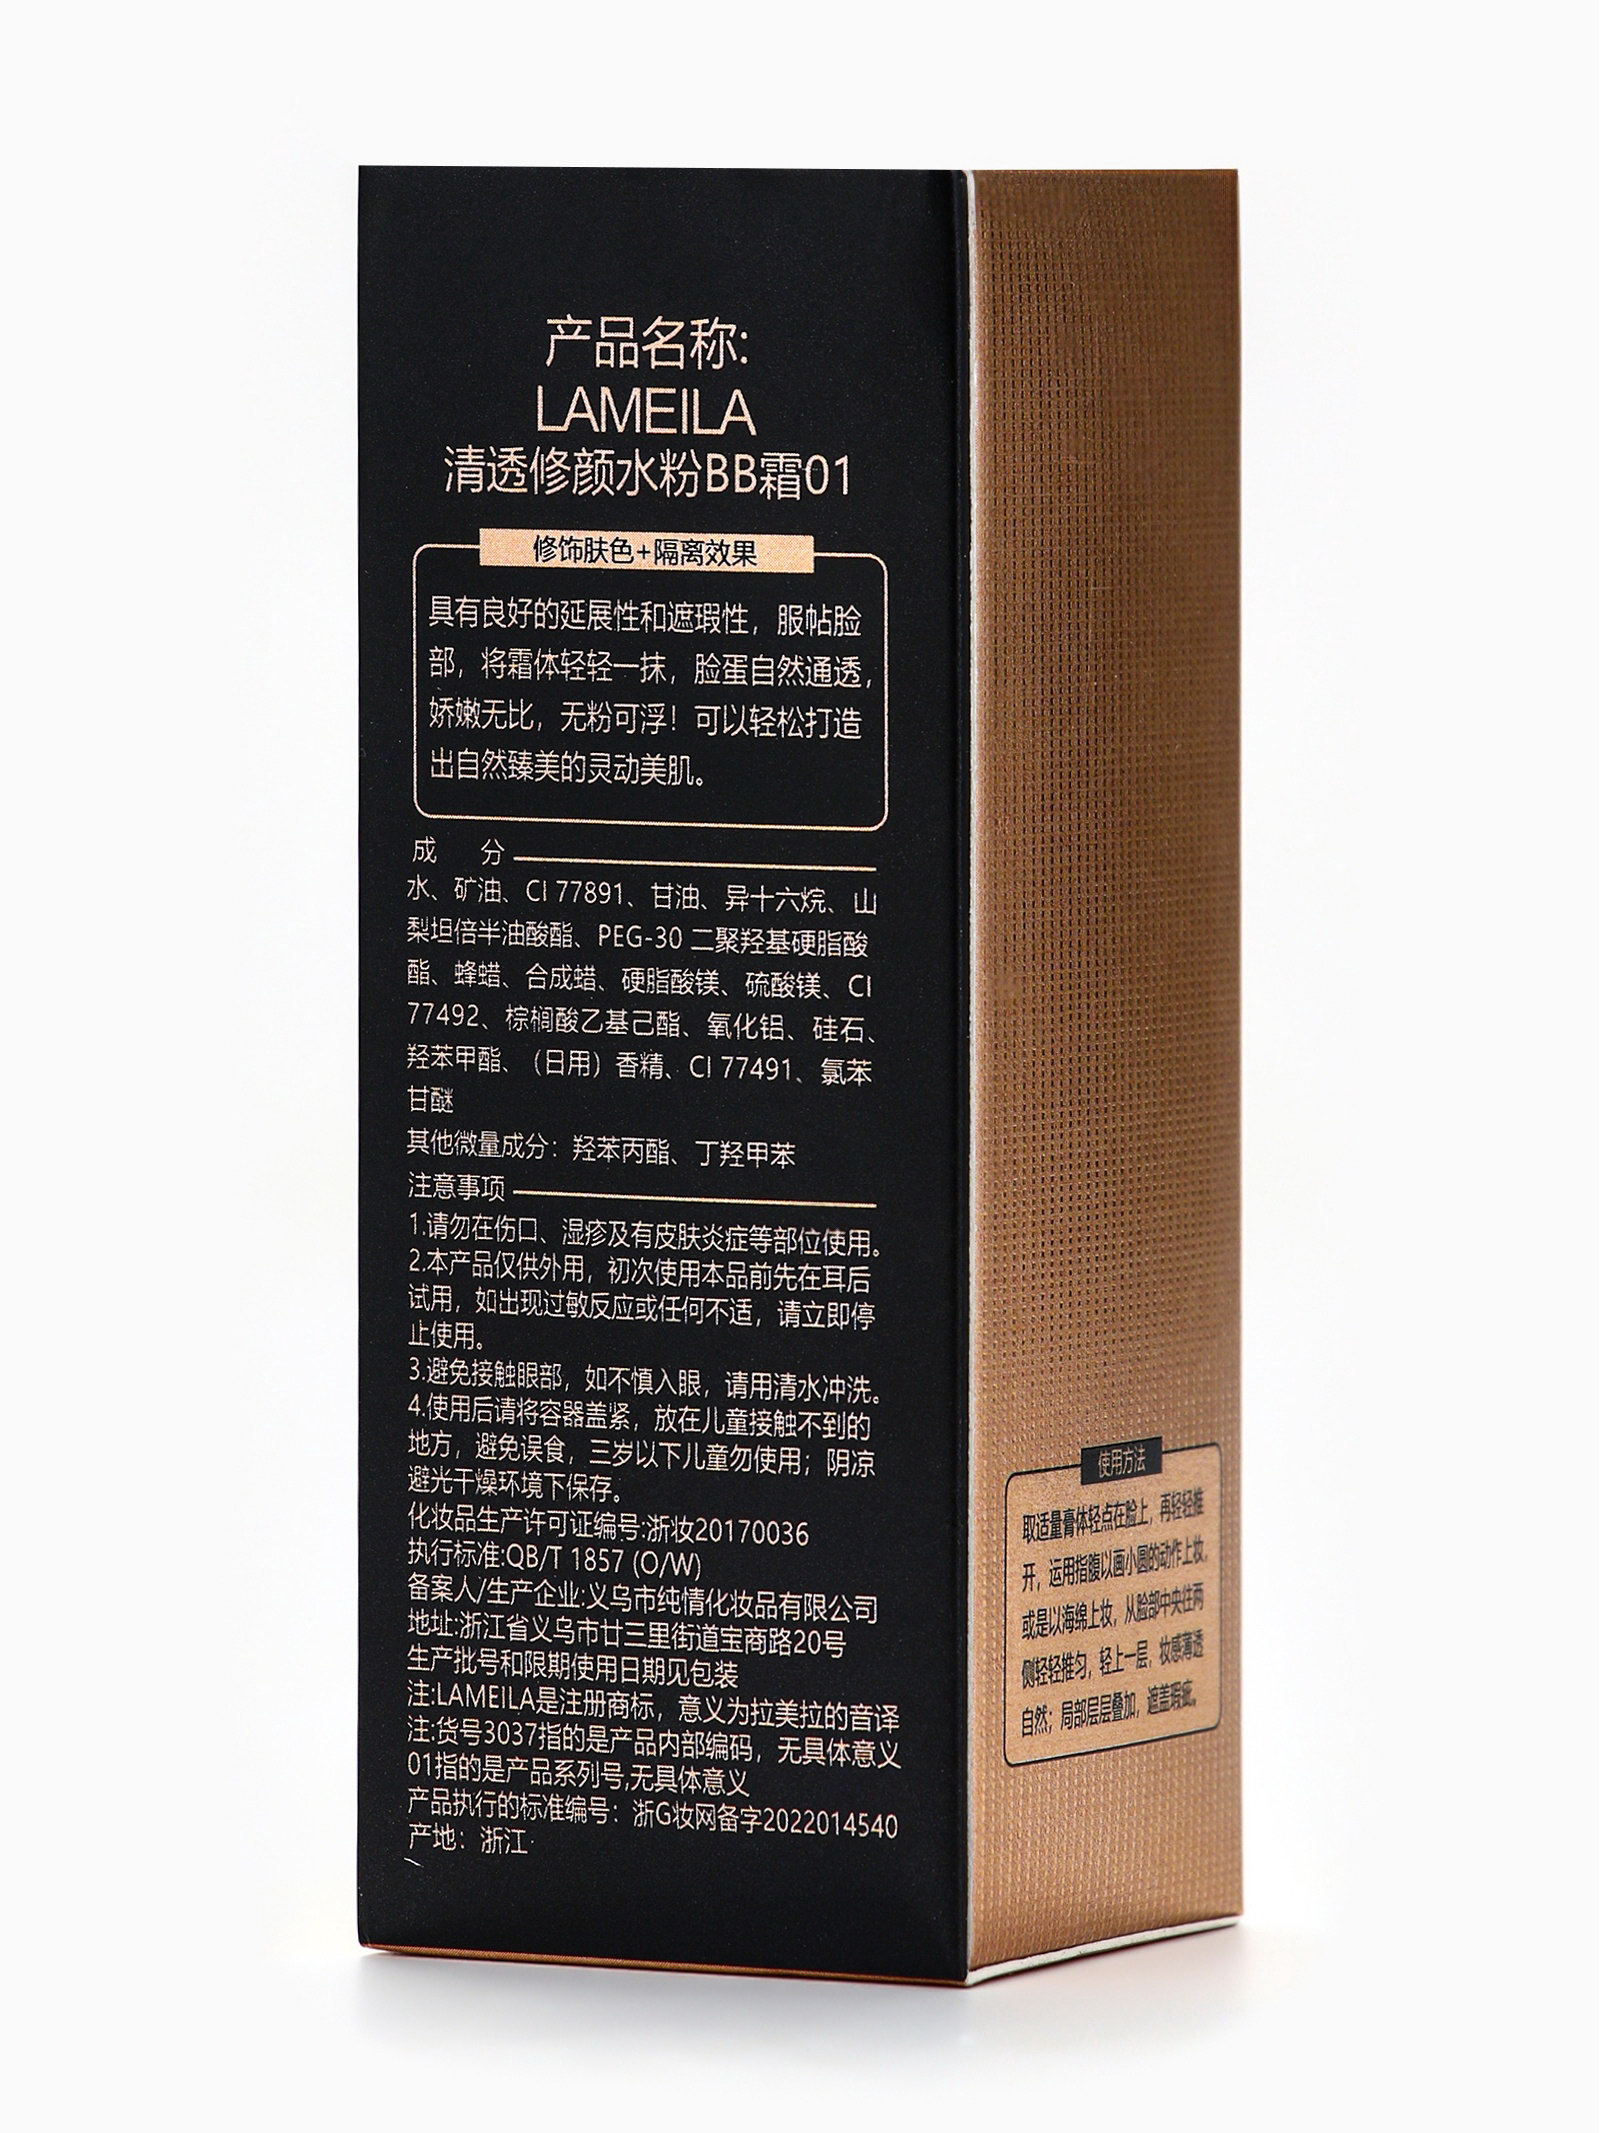 产品名称:
LAMEILA
清透修颜水粉BB霜01
修饰肤色+隔离效果
具有良好的延展性和遮瑕性，服帖脸
部，将霜体轻轻一抹，脸蛋自然通透，
娇嫩无比，无粉可浮！可以轻松打造
出自然臻美的灵动美肌。
成 分
水、矿油、CI 77891、甘油、异十六烷、山
梨坦倍半油酸酯、PEG-30 二聚羟基硬脂酸
酯、蜂蜡、合成蜡、硬脂酸镁、硫酸镁、CI
77492、棕榈酸乙基己酯、氧化铝、硅石、
羟苯甲酯、（日用）香精、CI 77491、氯苯
甘醚
其他微量成分：羟苯丙酯、丁羟甲苯
注意事项
1.请勿在伤口、湿疹及有皮肤炎症等部位使用。
2.本产品仅供外用，初次使用本品前先在耳后
试用，如出现过敏反应或任何不适，请立即停
止使用。
3.避免接触眼部，如不慎入眼，请用清水冲洗。
4.使用后请将容器盖紧，放在儿童接触不到的
地方，避免误食，三岁以下儿童勿使用；阴凉
避光干燥环境下保存。
化妆品生产许可证编号:浙妆20170036
执行标准:QB/T 1857 (O/W)
备案人/生产企业:义乌市纯情化妆品有限公司
地址:浙江省义乌市廿三里街道宝商路20号
生产批号和限期使用日期见包装
注:LAMEILA是注册商标，意义为拉美拉的音译
注:货号3037指的是产品内部编码，无具体意义
01指的是产品系列号,无具体意义
产品执行的标准编号：浙G妆网备字2022014540
产地：浙江
使用方法
取适量膏体轻点在脸上，再轻轻推
开，运用指腹以画小圆的动作上妆，
或是以海绵上妆，从脸部中央往两
侧轻轻推匀，轻上一层，妆感薄透
自然；局部层层叠加，遮盖瑕疵。